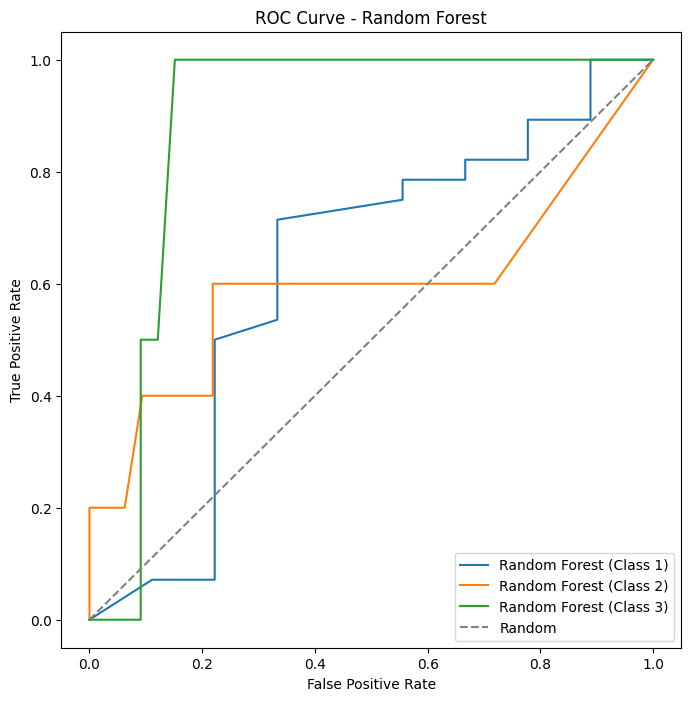 ROC Curve - Random Forest
True Positive Rate
1.0
0.8
0.6
0.4
0.2
0.0
0.0 0.2 0.4 0.6 0.8 1.0
False Positive Rate
Random Forest (Class 1)
Random Forest (Class 2)
Random Forest (Class 3)
Random